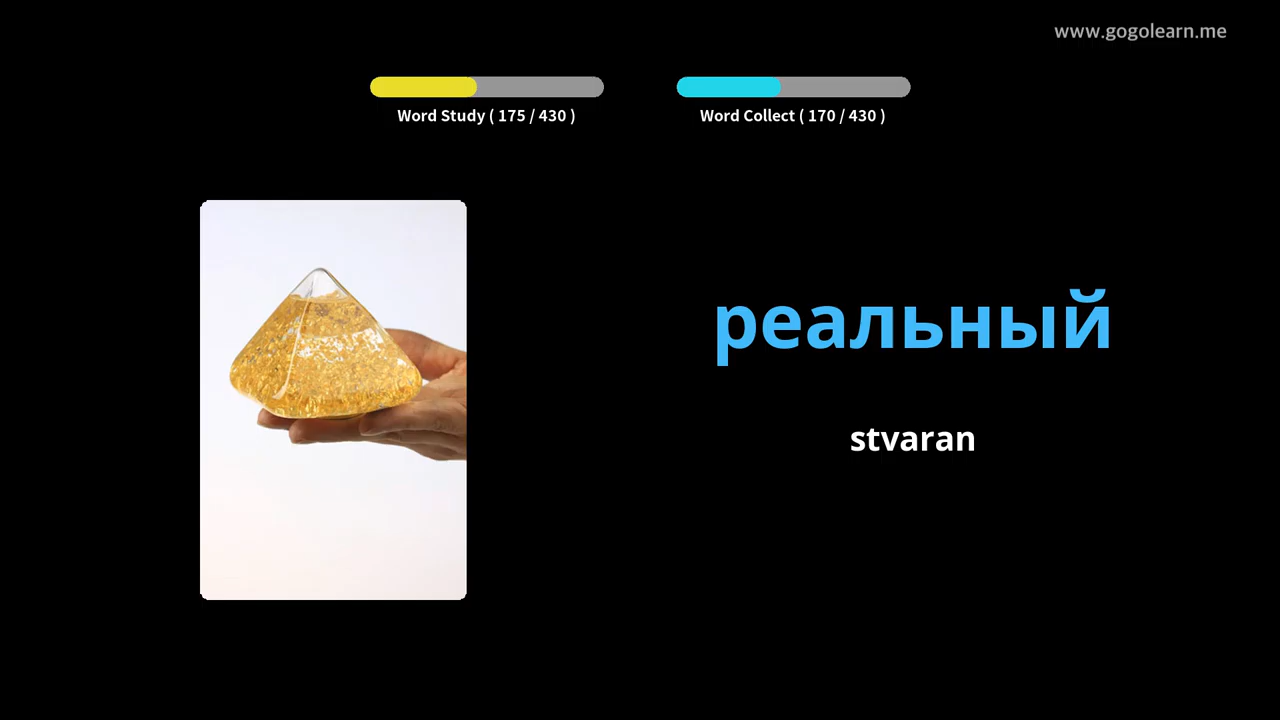 www.gogolearn.me
Word Study ( 175 / 430 )
Word Collect ( 170 / 430 )
реальный
stvaran